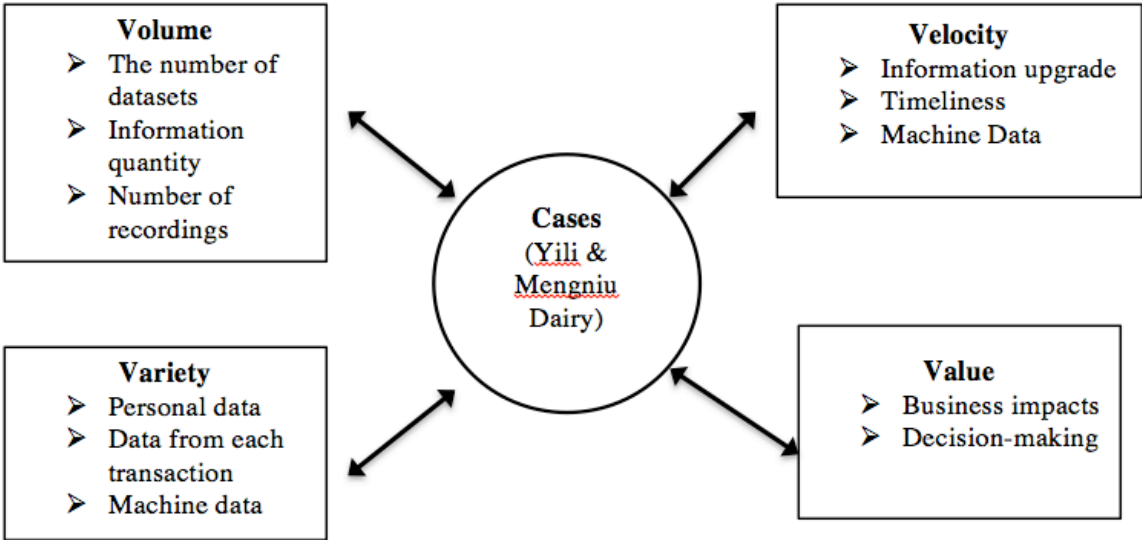 Volume
➢ The number of
datasets
➢ Information
quantity
➢ Number of
recordings
Velocity
➢ Information upgrade
➢ Timeliness
➢ Machine Data
Cases
(Yili &
Mengniu
Dairy)
Variety
➢ Personal data
➢ Data from each
transaction
➢ Machine data
Value
➢ Business impacts
➢ Decision-making